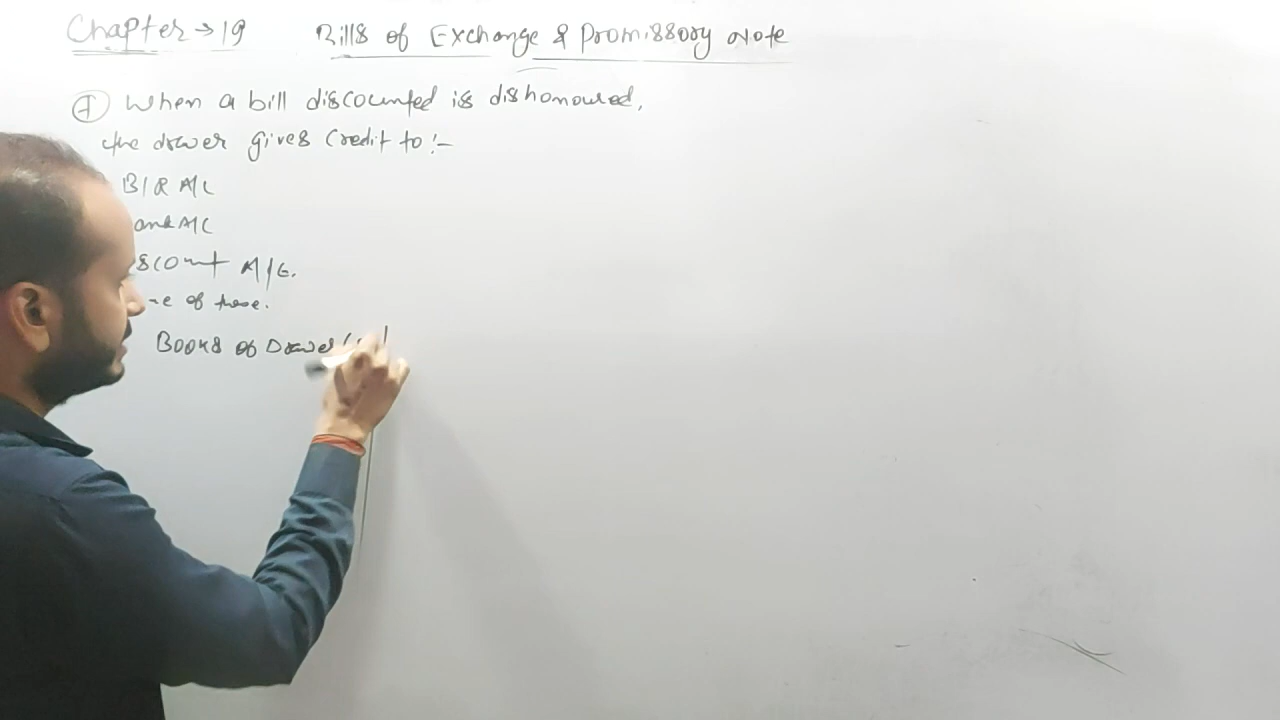 Chapter → 19 Bills of Exchange & Promissory Note
① When a bill discounted is dishonoured,
the drawer gives Credit to :-
B/R A/C
A/C
scount A/C.
of these.
Books of Drawer